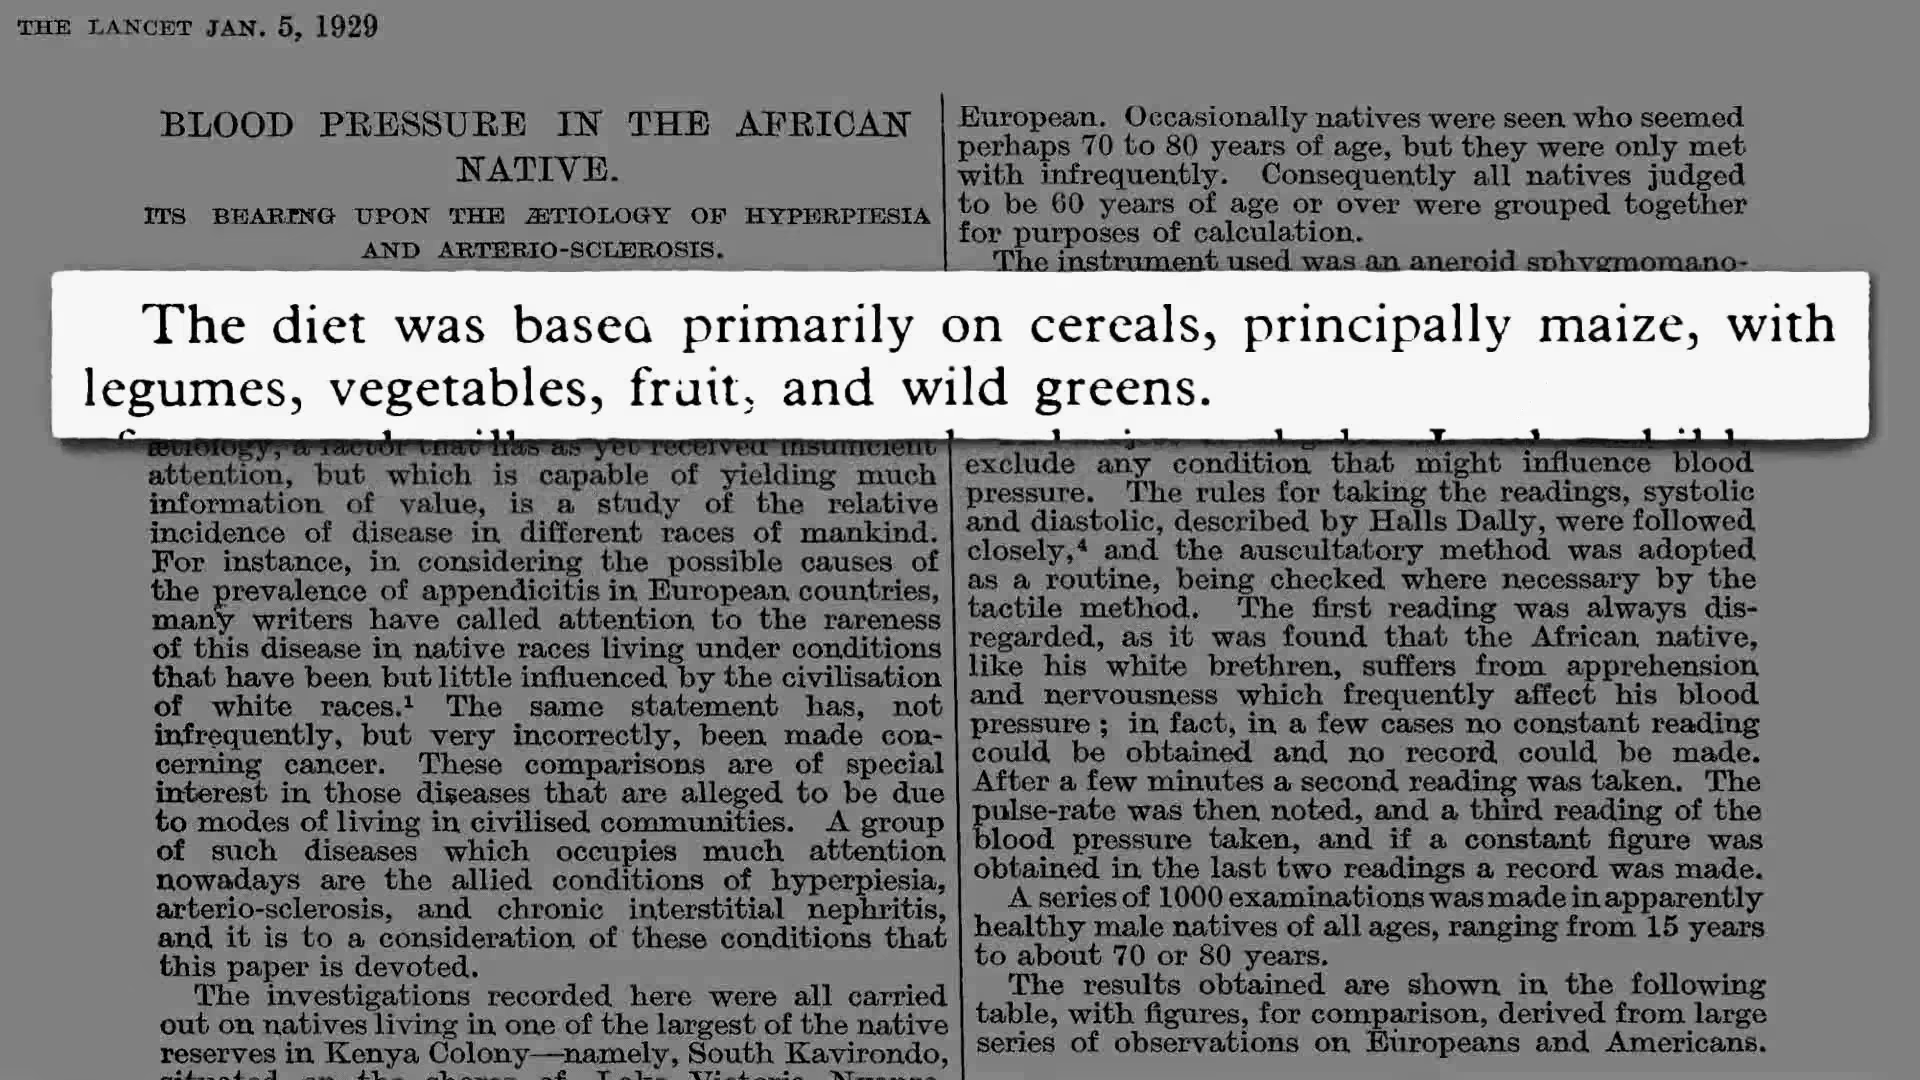 THE LANCET JAN. 5, 1929
BLOOD PRESSURE IN THE AFRICAN
NATIVE.
ITS BEARING UPON THE ÆTIOLOGY OF HYPERPIESIA
AND ARTERIO-SCLEROSIS.
The diet was based primarily on cereals, principally maize, with
legumes, vegetables, fruit, and wild greens.
ætiology, a factor that has as yet received insufficient
attention, but which is capable of yielding much
information of value, is a study of the relative
incidence of disease in different races of mankind.
For instance, in considering the possible causes of
the prevalence of appendicitis in European countries,
many writers have called attention to the rareness
of this disease in native races living under conditions
that have been but little influenced by the civilisation
of white races.¹ The same statement has, not
infrequently, but very incorrectly, been made con-
cerning cancer. These comparisons are of special
interest in those diseases that are alleged to be due
to modes of living in civilised communities. A group
of such diseases which occupies much attention
nowadays are the allied conditions of hyperpiesia,
arterio-sclerosis, and chronic interstitial nephritis,
and it is to a consideration of these conditions that
this paper is devoted.
The investigations recorded here were all carried
out on natives living in one of the largest of the native
reserves in Kenya Colony—namely, South Kavirondo,
European. Occasionally natives were seen who seemed
perhaps 70 to 80 years of age, but they were only met
with infrequently. Consequently all natives judged
to be 60 years of age or over were grouped together
for purposes of calculation.
The instrument used was an aneroid sphygmomano-
exclude any condition that might influence blood
pressure. The rules for taking the readings, systolic
and diastolic, described by Halls Dally, were followed
closely,⁴ and the auscultatory method was adopted
as a routine, being checked where necessary by the
tactile method. The first reading was always dis-
regarded, as it was found that the African native,
like his white brethren, suffers from apprehension
and nervousness which frequently affect his blood
pressure ; in fact, in a few cases no constant reading
could be obtained and no record could be made.
After a few minutes a second reading was taken. The
pulse-rate was then noted, and a third reading of the
blood pressure taken, and if a constant figure was
obtained in the last two readings a record was made.
A series of 1000 examinations was made in apparently
healthy male natives of all ages, ranging from 15 years
to about 70 or 80 years.
The results obtained are shown in the following
table, with figures, for comparison, derived from large
series of observations on Europeans and Americans.